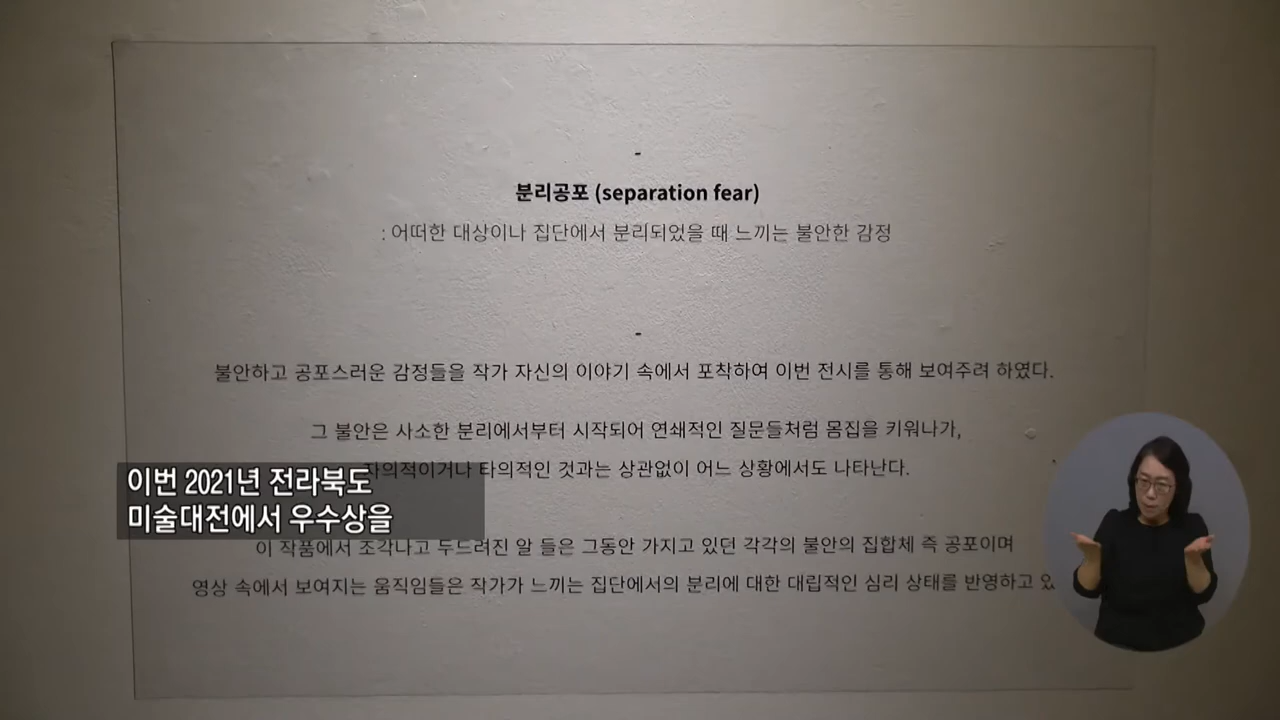 -
분리공포 (separation fear)
: 어떠한 대상이나 집단에서 분리되었을 때 느끼는 불안한 감정
-
불안하고 공포스러운 감정들을 작가 자신의 이야기 속에서 포착하여 이번 전시를 통해 보여주려 하였다.
그 불안은 사소한 분리에서부터 시작되어 연쇄적인 질문들처럼 몸집을 키워나가,
자의적이거나 타의적인 것과는 상관없이 어느 상황에서도 나타난다.
이번 2021년 전라북도
미술대전에서 우수상을
이 작품에서 조각나고 두드려진 알 들은 그동안 가지고 있던 각각의 불안의 집합체 즉 공포이며
영상 속에서 보여지는 움직임들은 작가가 느끼는 집단에서의 분리에 대한 대립적인 심리 상태를 반영하고